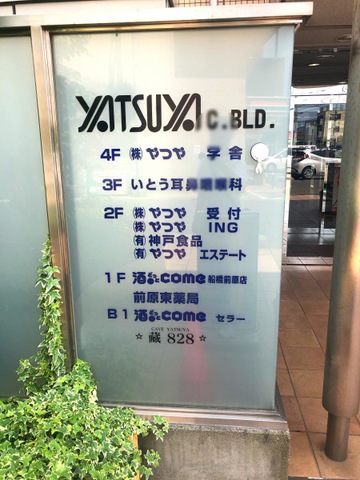 YATSUYA C.BLD.
4F ㈱ やつや 学舎
3F いとう耳鼻咽喉科
2F ㈱ やつや 受付
㈱ やつや ING
㈲ 神戸食品
㈲ やつや エステート
1F 酒come 船橋前原店
前原東薬局
B1 酒come セラー
CAVE YATSUYA
☆ 蔵 828 ☆